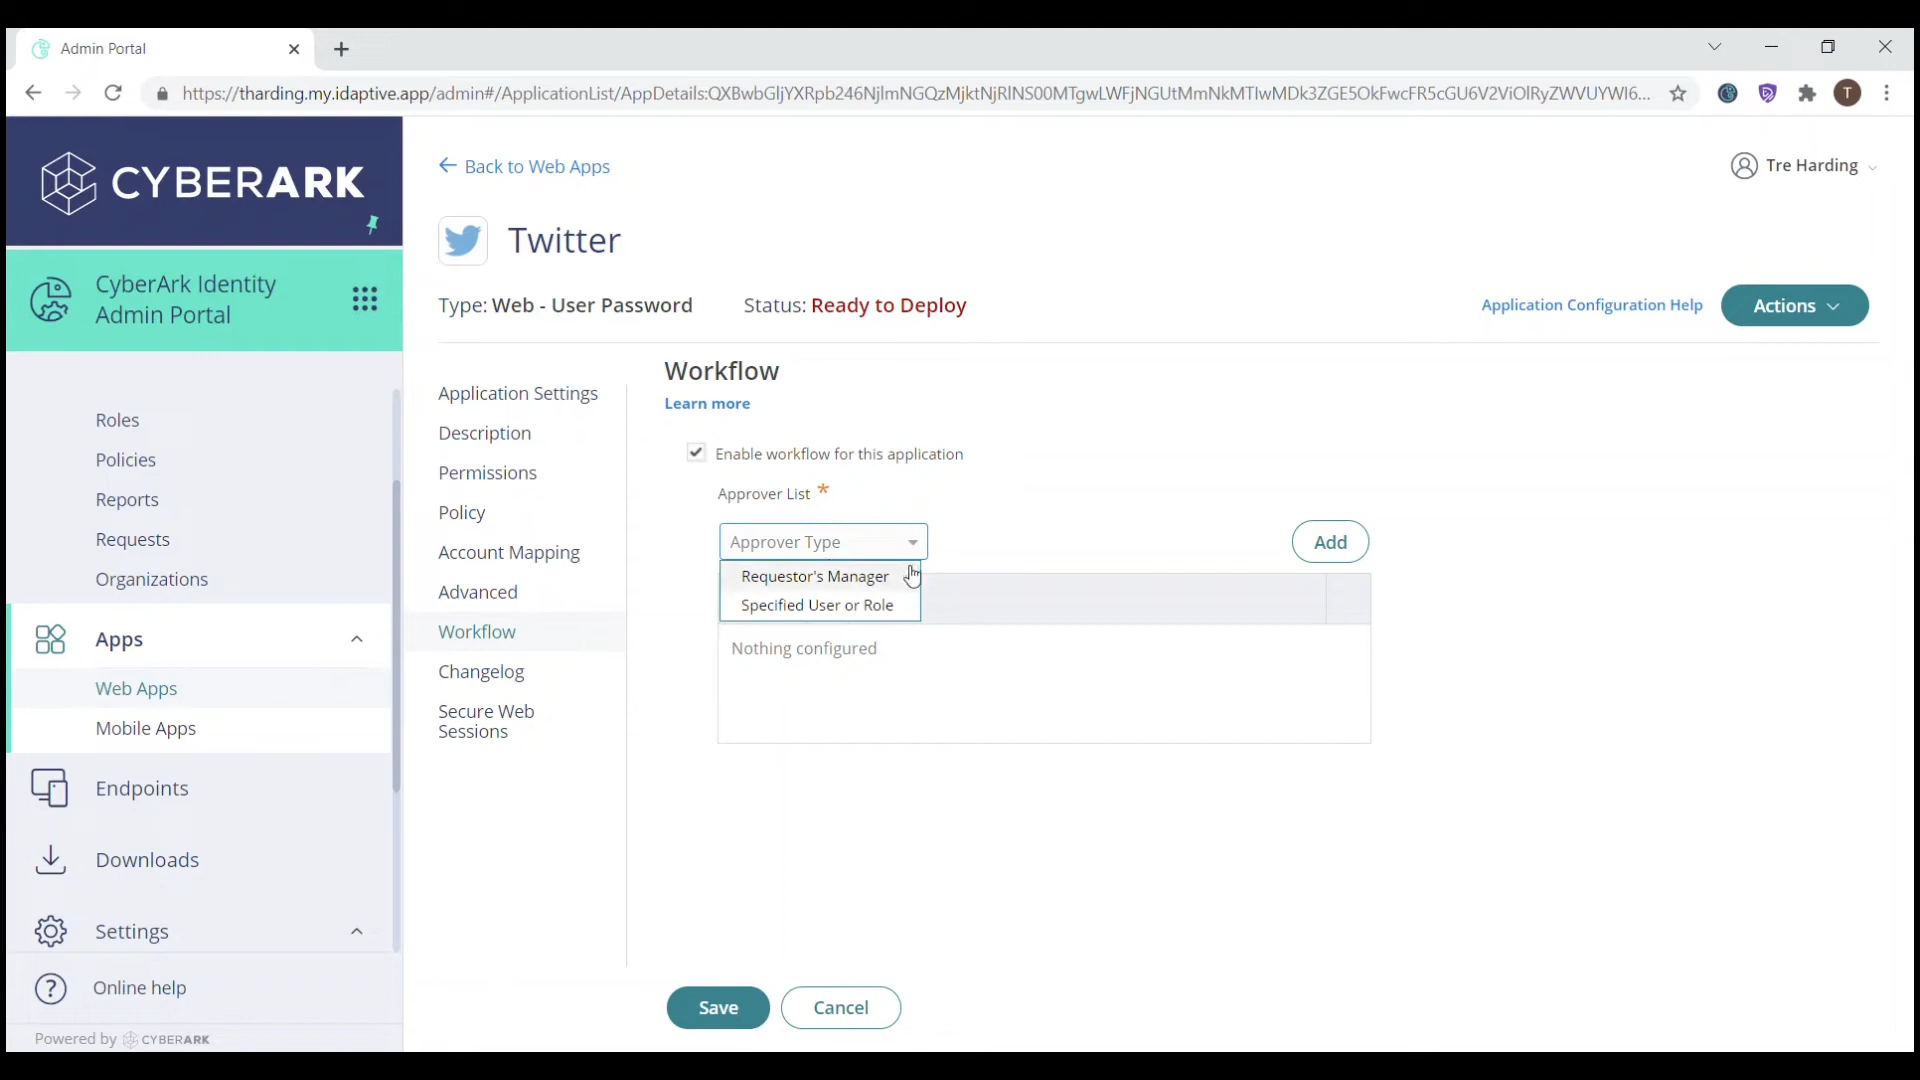 Admin Portal
https://tharding.my.idaptive.app/admin#/ApplicationList/AppDetails:QXBwbGljYXRpb246NjlmNGQzMjktNjRlNS00MTgwLWFjNGUtMmNkMTIwMDk3ZGE5OkFwcFR5cGU6V2ViOlRyZWVUYWI6...
T
CYBERARK
CyberArk Identity
Admin Portal
Roles
Policies
Reports
Requests
Organizations
Apps
Web Apps
Mobile Apps
Endpoints
Downloads
Settings
Online help
Powered by CYBERARK
Back to Web Apps
Tre Harding
Twitter
Type: Web - User Password
Status: Ready to Deploy
Application Configuration Help
Actions
Application Settings
Description
Permissions
Policy
Account Mapping
Advanced
Workflow
Changelog
Secure Web
Sessions
Workflow
Learn more
Enable workflow for this application
Approver List *
Approver Type
Add
Requestor's Manager
Specified User or Role
Nothing configured
Save
Cancel